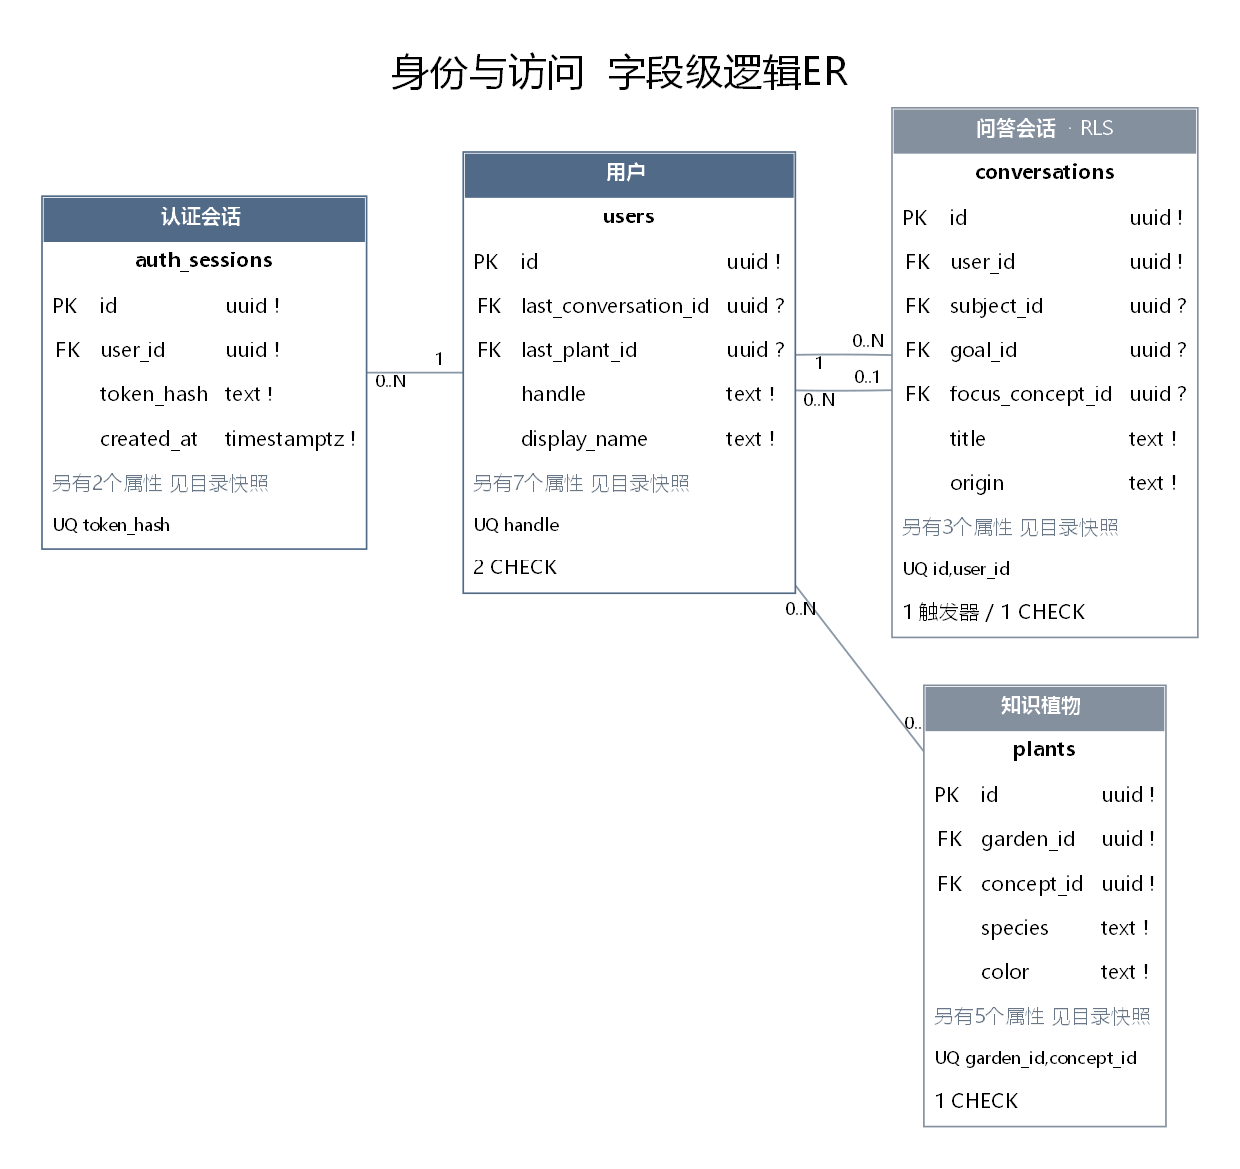 身份与访问 字段级逻辑ER
认证会话
auth_sessions
PK id uuid !
FK user_id uuid !
token_hash text !
created_at timestamptz !
另有2个属性 见目录快照
UQ token_hash
1
0..N
用户
users
PK id uuid !
FK last_conversation_id uuid ?
FK last_plant_id uuid ?
handle text !
display_name text !
另有7个属性 见目录快照
UQ handle
2 CHECK
0..N
1
0..1
0..N
问答会话 · RLS
conversations
PK id uuid !
FK user_id uuid !
FK subject_id uuid ?
FK goal_id uuid ?
FK focus_concept_id uuid ?
title text !
origin text !
另有3个属性 见目录快照
UQ id,user_id
1 触发器 / 1 CHECK
0..N
0..
知识植物
plants
PK id uuid !
FK garden_id uuid !
FK concept_id uuid !
species text !
color text !
另有5个属性 见目录快照
UQ garden_id,concept_id
1 CHECK